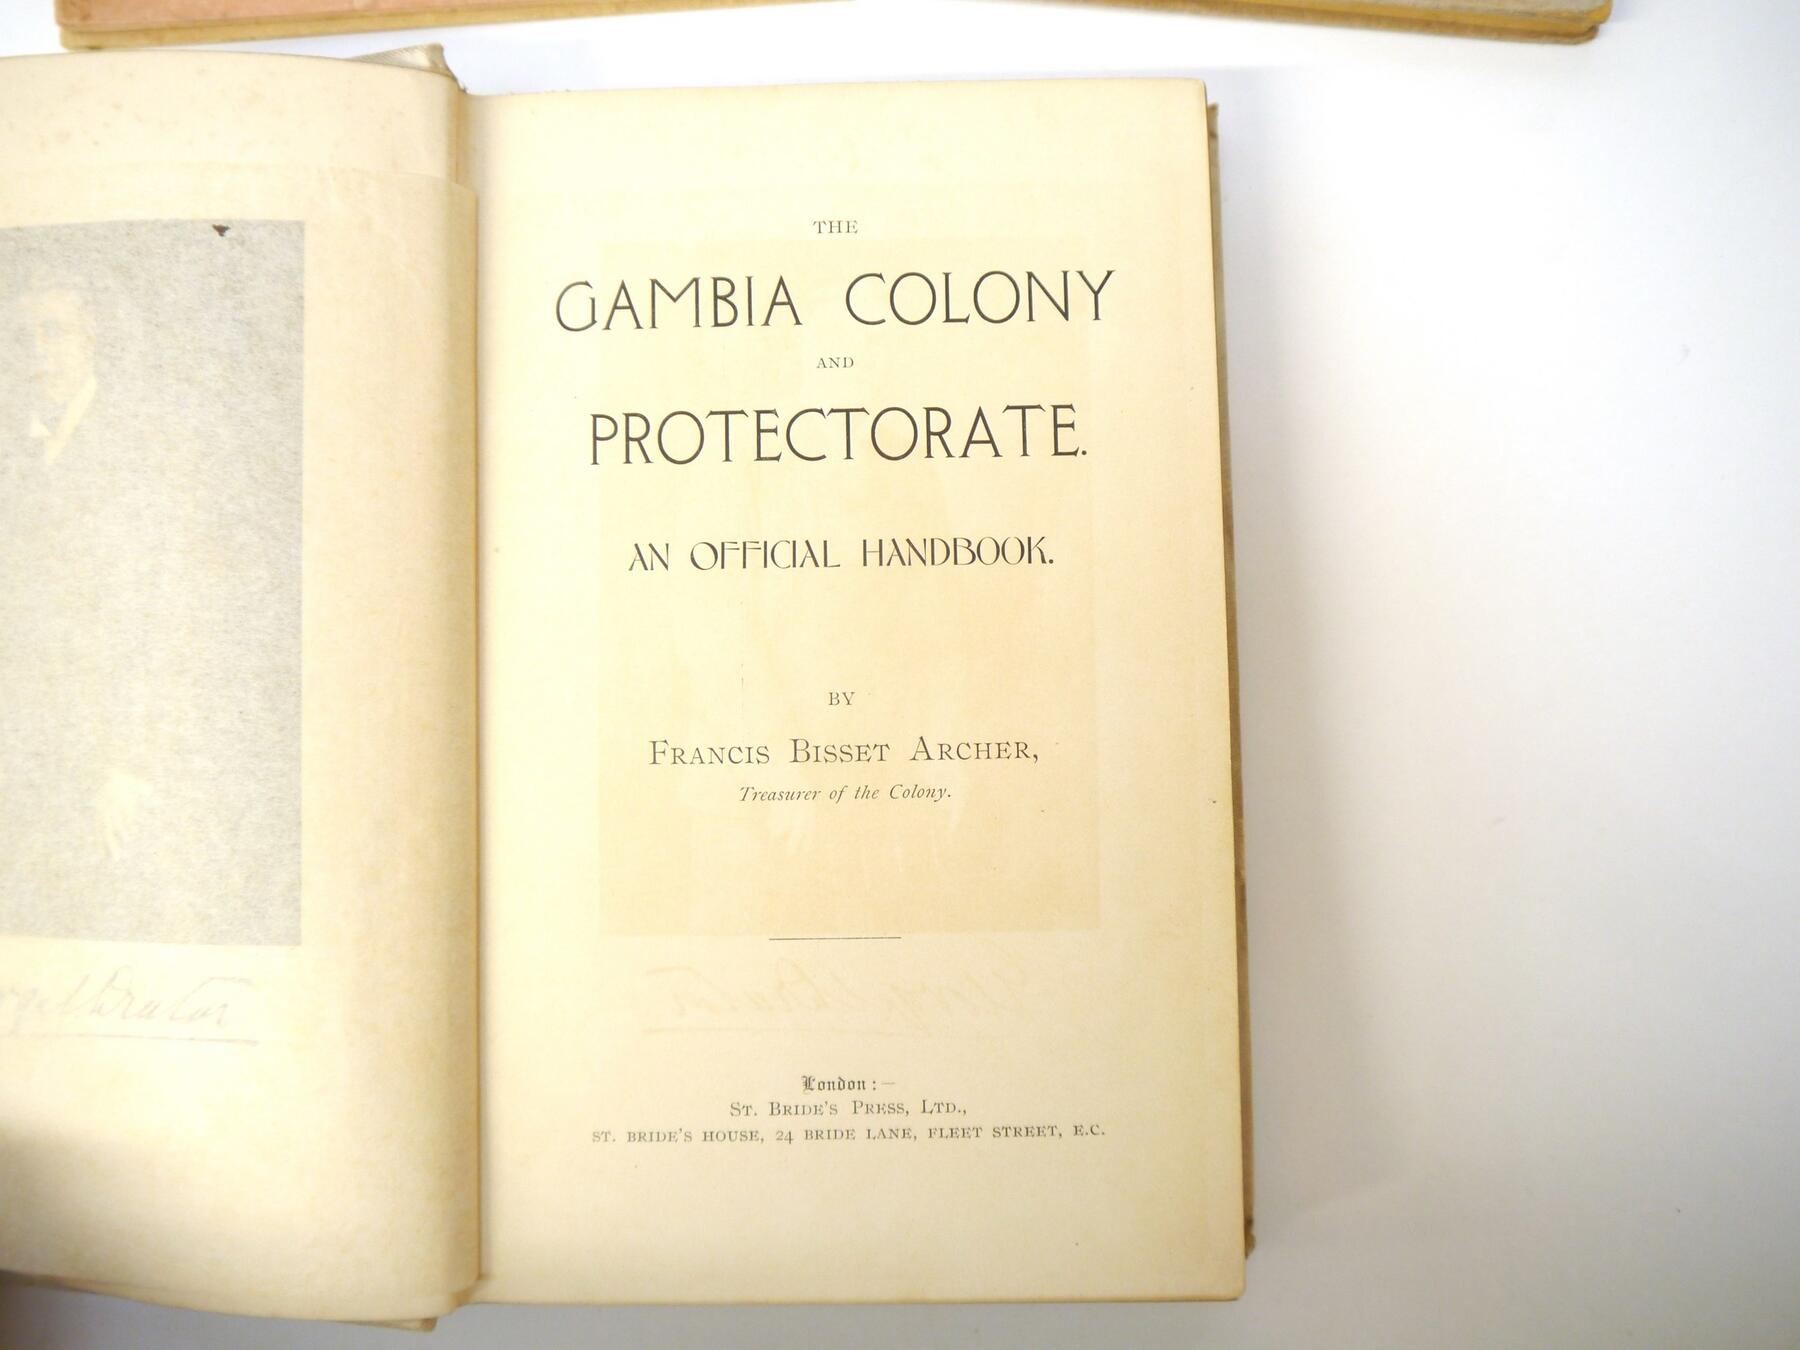 THE
GAMBIA COLONY
AND
PROTECTORATE.
AN OFFICIAL HANDBOOK.
BY
FRANCIS BISSET ARCHER,
Treasurer of the Colony.
London:—
ST. BRIDE'S PRESS, LTD.,
ST. BRIDE'S HOUSE, 24 BRIDE LANE, FLEET STREET, E.C.